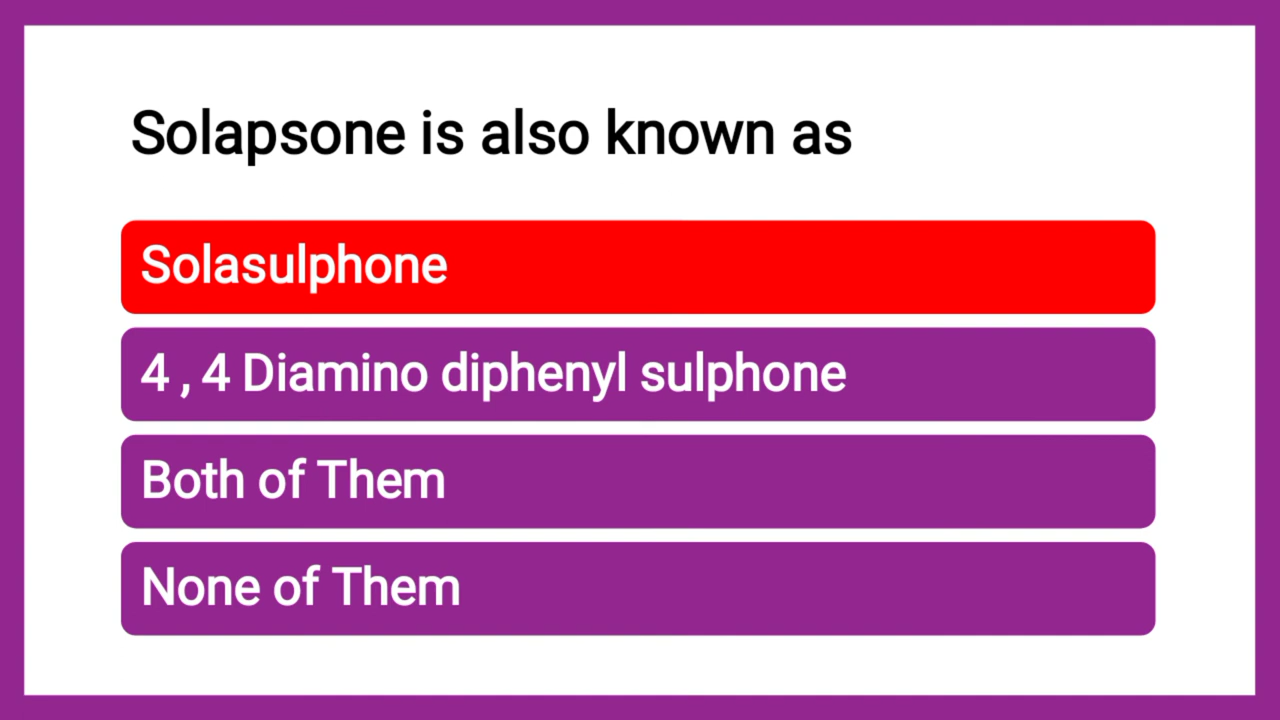 Solapsone is also known as
Solasulphone
4 , 4 Diamino diphenyl sulphone
Both of Them
None of Them